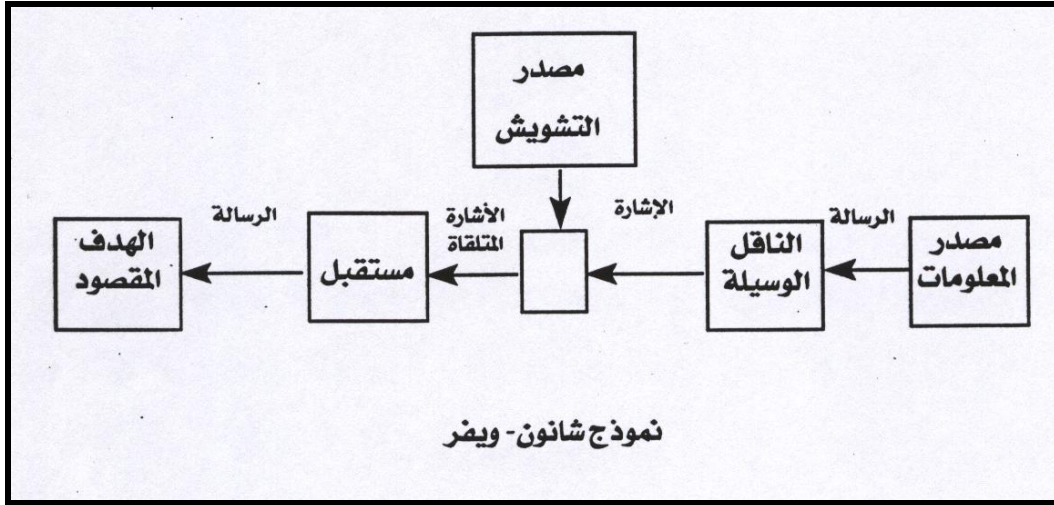 مصدر
التشويش
مصدر
المعلومات
الرسالة
الناقل
الوسيلة
الإشارة
الأشارة
المتلقاة
مستقبل
الرسالة
الهدف
المقصود
نموذج شانون - ويفر